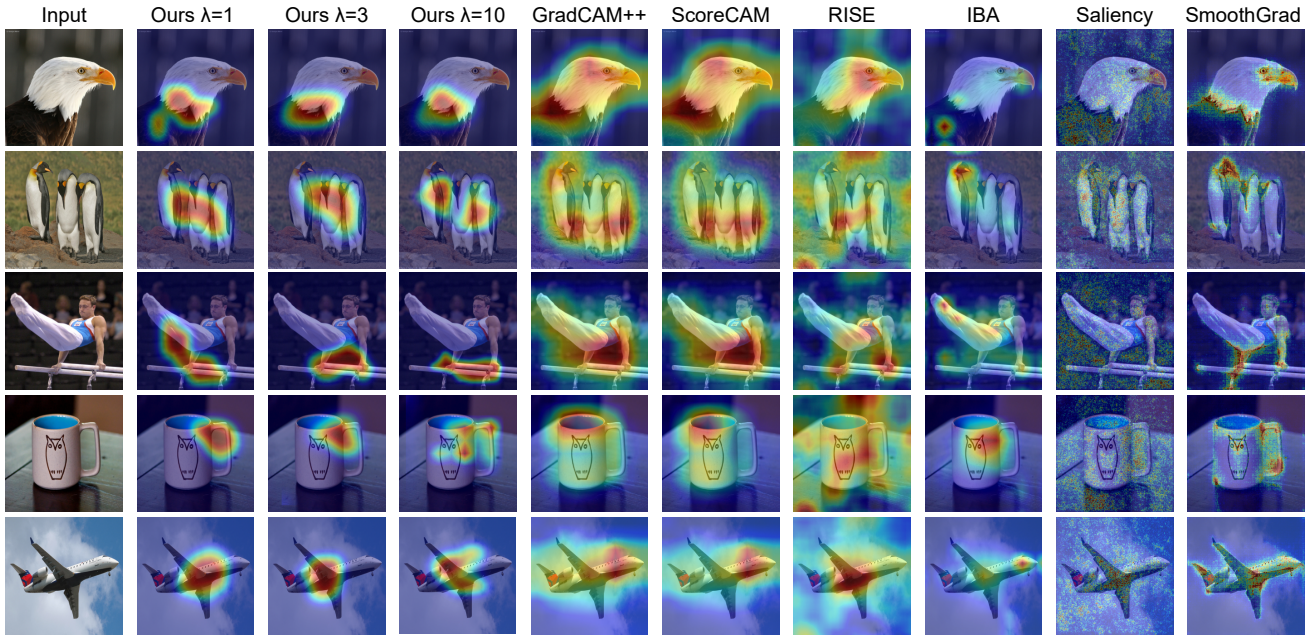 Input Ours λ=1 Ours λ=3 Ours λ=10 GradCAM++ ScoreCAM RISE IBA Saliency SmoothGrad